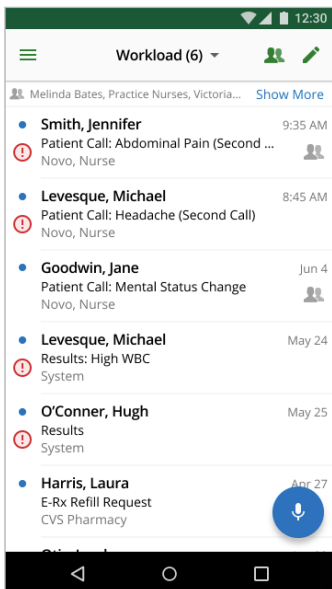 12:30
Workload (6)
Melinda Bates, Practice Nurses, Victoria... Show More
Smith, Jennifer 9:35 AM
Patient Call: Abdominal Pain (Second ...
Novo, Nurse
Levesque, Michael 8:45 AM
Patient Call: Headache (Second Call)
Novo, Nurse
Goodwin, Jane Jun 4
Patient Call: Mental Status Change
Novo, Nurse
Levesque, Michael May 24
Results: High WBC
System
O'Conner, Hugh May 25
Results
System
Harris, Laura Apr 27
E-Rx Refill Request
CVS Pharmacy